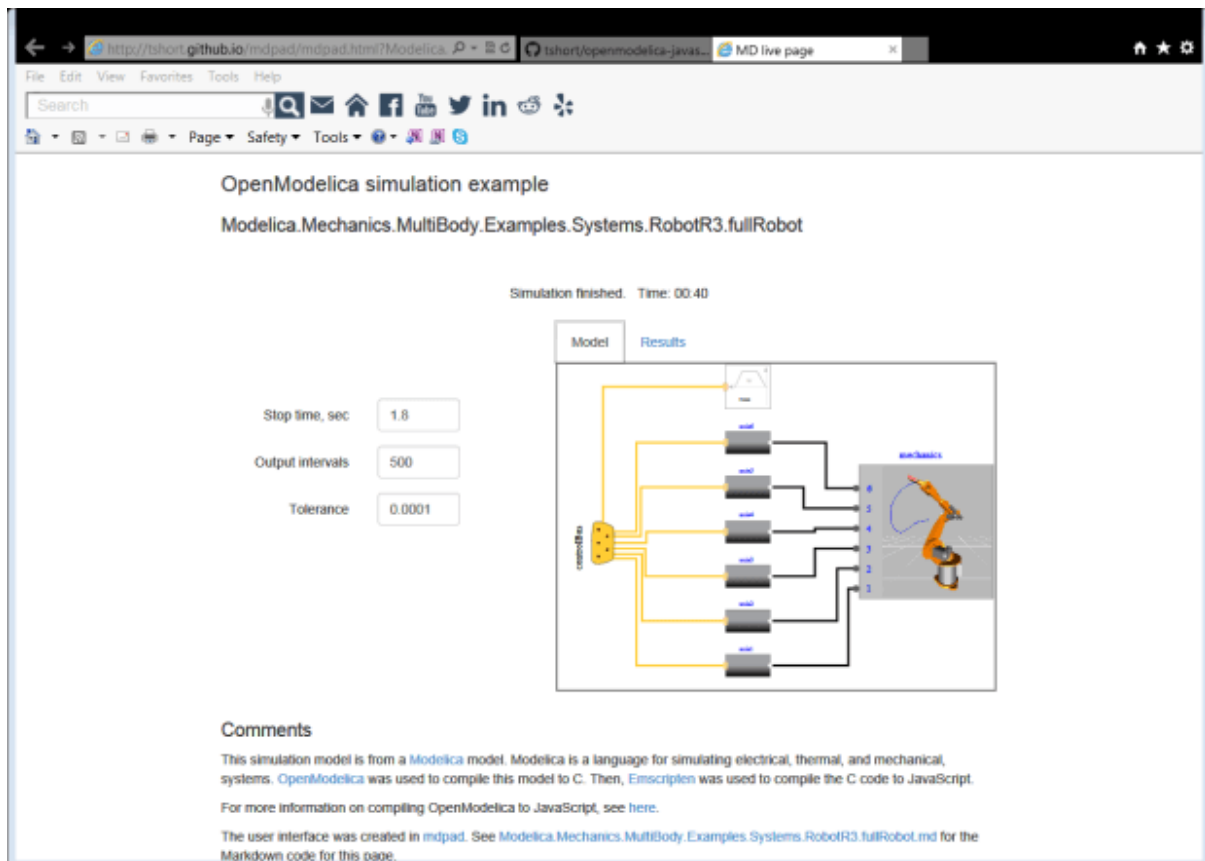 http://tshort.github.io/mdpad/mdpad.html?Modelica.
tshort/openmodelica-javas...
MD live page
File Edit View Favorites Tools Help
Search
You Tube
in
Page Safety Tools
OpenModelica simulation example
Modelica.Mechanics.MultiBody.Examples.Systems.RobotR3.fullRobot
Simulation finished. Time: 00:40
Model Results
Stop time, sec 1.8
Output intervals 500
Tolerance 0.0001
mechanics
6
5
4
3
2
1
controlBus
Comments
This simulation model is from a Modelica model. Modelica is a language for simulating electrical, thermal, and mechanical,
systems. OpenModelica was used to compile this model to C. Then, Emscripten was used to compile the C code to JavaScript.
For more information on compiling OpenModelica to JavaScript, see here.
The user interface was created in mdpad. See Modelica.Mechanics.MultiBody.Examples.Systems.RobotR3.fullRobot.md for the
Markdown code for this page.